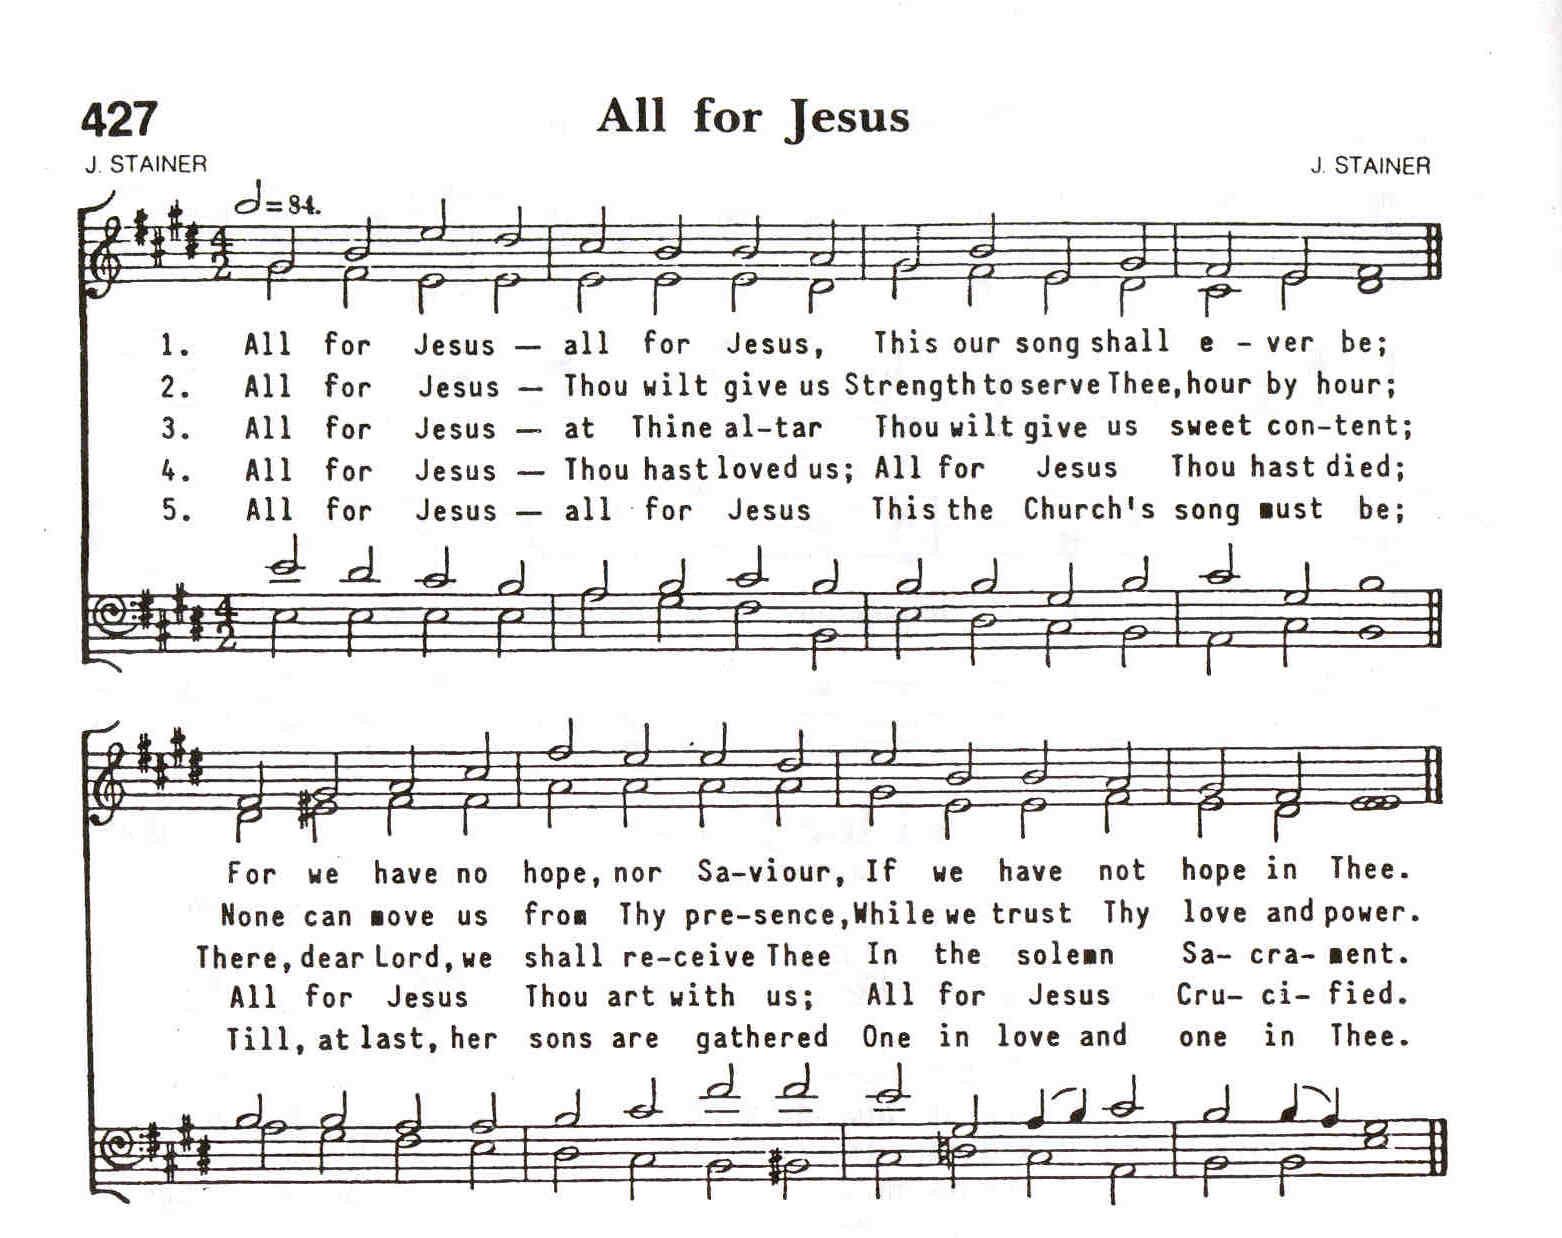 427
All for Jesus
J. STAINER
J. STAINER
=84.
4
2
1. All for Jesus — all for Jesus, This our song shall e - ver be;
2. All for Jesus — Thou wilt give us Strength to serve Thee, hour by hour;
3. All for Jesus — at Thine al-tar Thou wilt give us sweet con-tent;
4. All for Jesus — Thou hast loved us; All for Jesus Thou hast died;
5. All for Jesus — all for Jesus This the Church's song must be;
4
2
For we have no hope, nor Sa-viour, If we have not hope in Thee.
None can move us from Thy pre-sence, While we trust Thy love and power.
There, dear Lord, we shall re-ceive Thee In the solemn Sa- cra- ment.
All for Jesus Thou art with us; All for Jesus Cru- ci- fied.
Till, at last, her sons are gathered One in love and one in Thee.